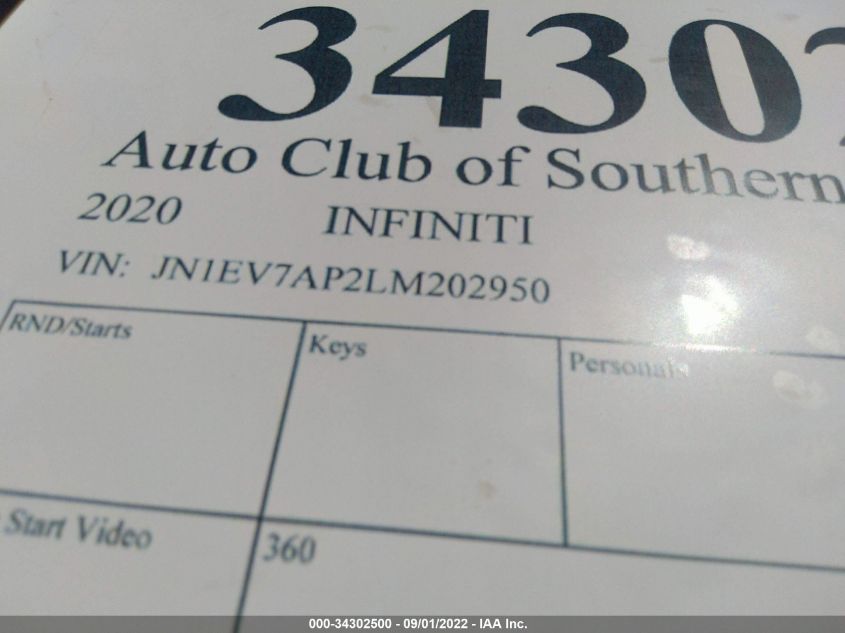 3430
Auto Club of Southern
2020 INFINITI
VIN: JN1EV7AP2LM202950
RND/Starts Keys Personals
Start Video 360
000-34302500 - 09/01/2022 - IAA Inc.